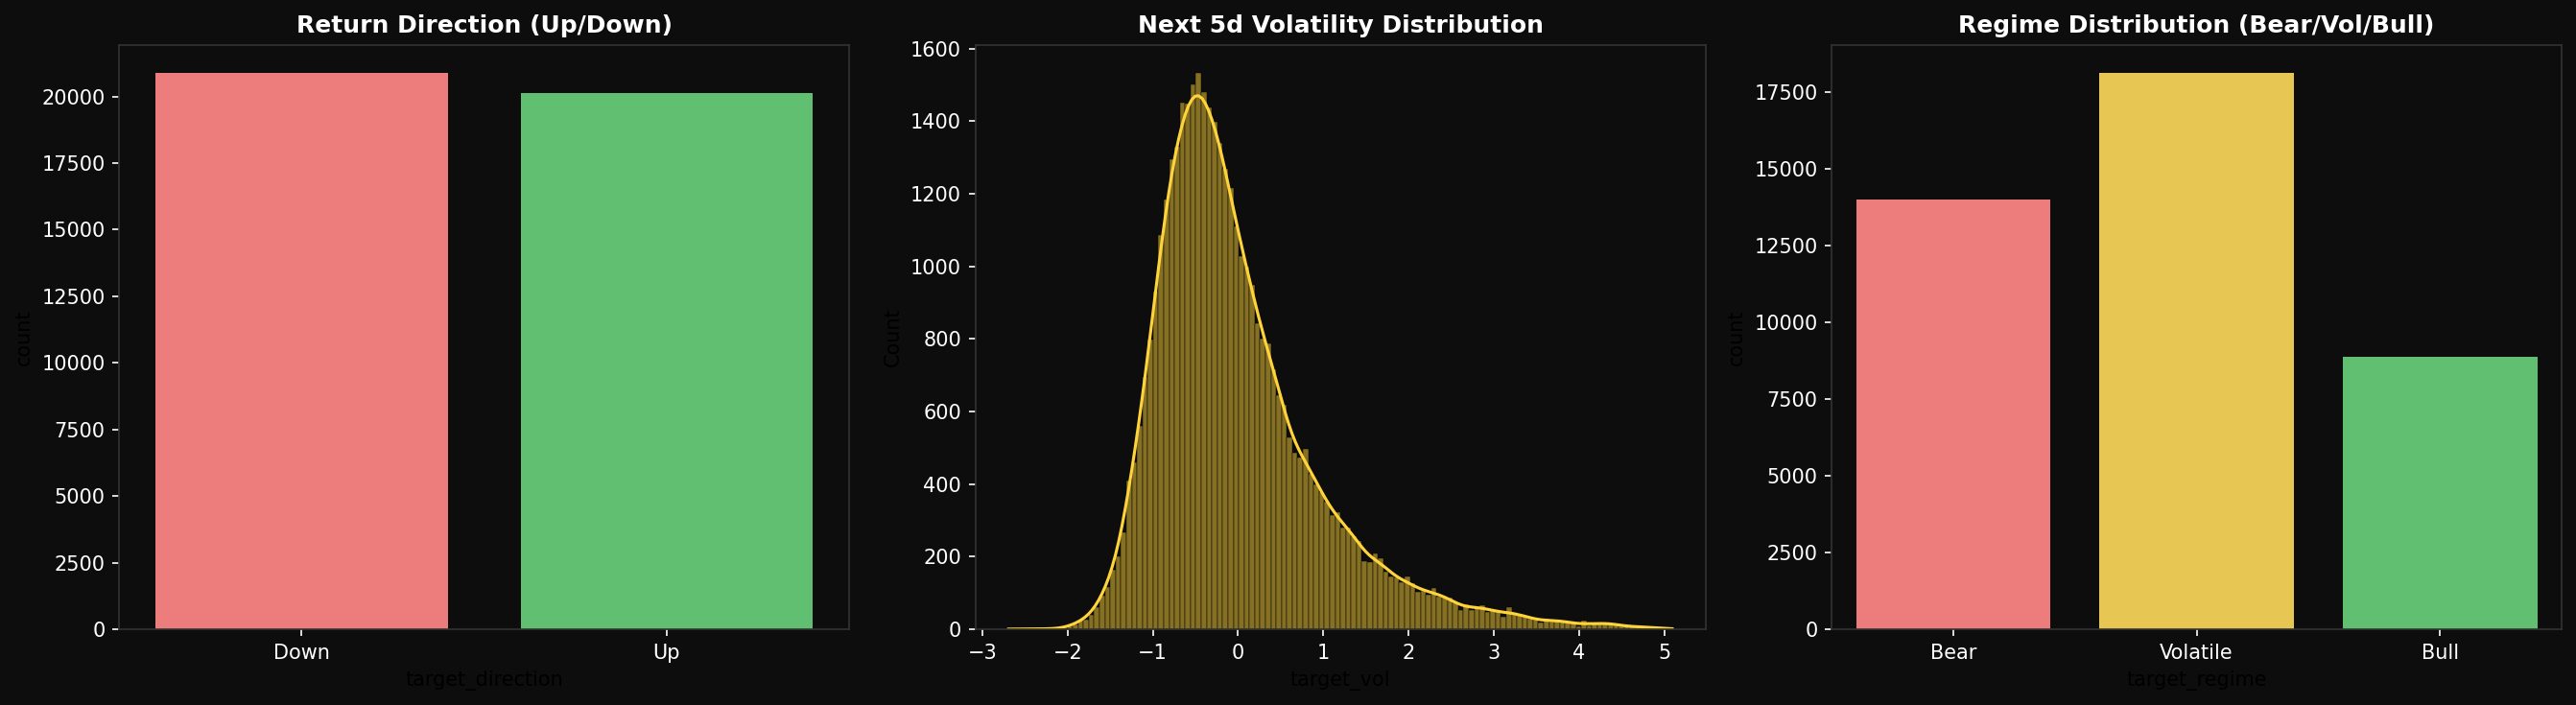 Return Direction (Up/Down)
20000
17500
15000
12500
10000
7500
5000
2500
0
count
Down
Up
target_direction
Next 5d Volatility Distribution
1600
1400
1200
1000
800
600
400
200
0
Count
−3
−2
−1
0
1
2
3
4
5
target_vol
Regime Distribution (Bear/Vol/Bull)
17500
15000
12500
10000
7500
5000
2500
0
count
Bear
Volatile
Bull
target_regime